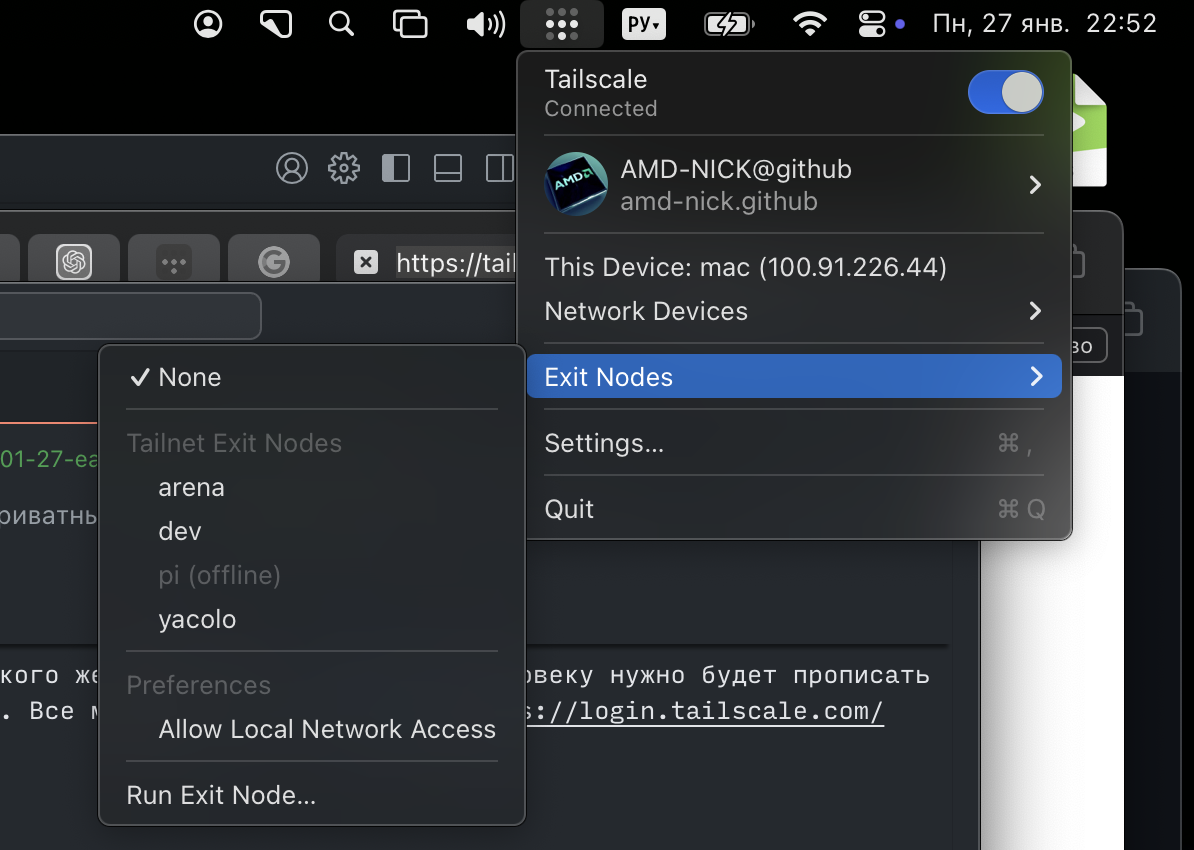 РУ
Пн, 27 янв. 22:52
Tailscale
Connected
AMD
AMD-NICK@github
amd-nick.github
https://tail
This Device: mac (100.91.226.44)
Network Devices
во
Exit Nodes
Settings...
⌘ ,
Quit
⌘ Q
✓ None
Tailnet Exit Nodes
arena
dev
pi (offline)
yacolo
Preferences
Allow Local Network Access
Run Exit Node...
01-27-ea
риватны
кого же
овеку нужно будет прописать
. Все м
s://login.tailscale.com/